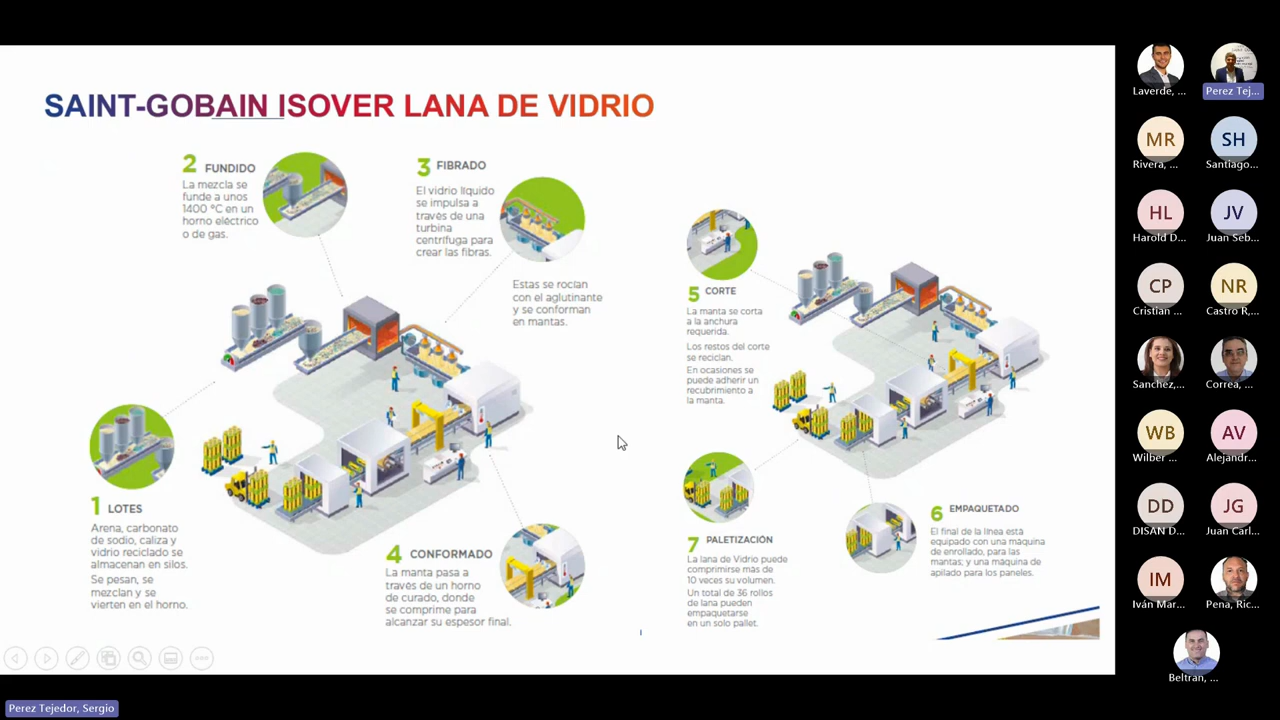 SAINT-GOBAIN ISOVER LANA DE VIDRIO
2 FUNDIDO
La mezcla se
funde a unos
1400 ºC en un
horno eléctrico
o de gas.
3 FIBRADO
El vidrio líquido
se impulsa a
través de una
turbina
centrífuga para
crear las fibras.
Estas se rocían
con el aglutinante
y se conforman
en mantas.
1 LOTES
Arena, carbonato
de sodio, caliza y
vidrio reciclado se
almacenan en silos.
Se pesan, se
mezclan y se
vierten en el horno.
4 CONFORMADO
La manta pasa a
través de un horno
de curado, donde
se comprime para
alcanzar su espesor final.
5 CORTE
La manta se corta
a la anchura
requerida.
Los restos del corte
se reciclan.
En ocasiones se
puede adherir un
recubrimiento a
la manta.
6 EMPAQUETADO
El final de la línea está
equipado con una máquina
de enrollado, para las
mantas; y una máquina de
apilado para los paneles.
7 PALETIZACIÓN
La lana de Vidrio puede
comprimirse más de
10 veces su volumen.
Un total de 36 rollos
de lana pueden
empaquetarse
en un solo pallet.
Laverde, ...
Perez Tej...
MR
Rivera, ...
SH
Santiago...
HL
Harold D...
JV
Juan Seb...
CP
Cristian ...
NR
Castro R,...
Sanchez,...
Correa, ...
WB
Wilber ...
AV
Alejandr...
DD
DISAN D...
JG
Juan Carl...
IM
Iván Mar...
Pena, Ric...
Beltran, ...
Perez Tejedor, Sergio